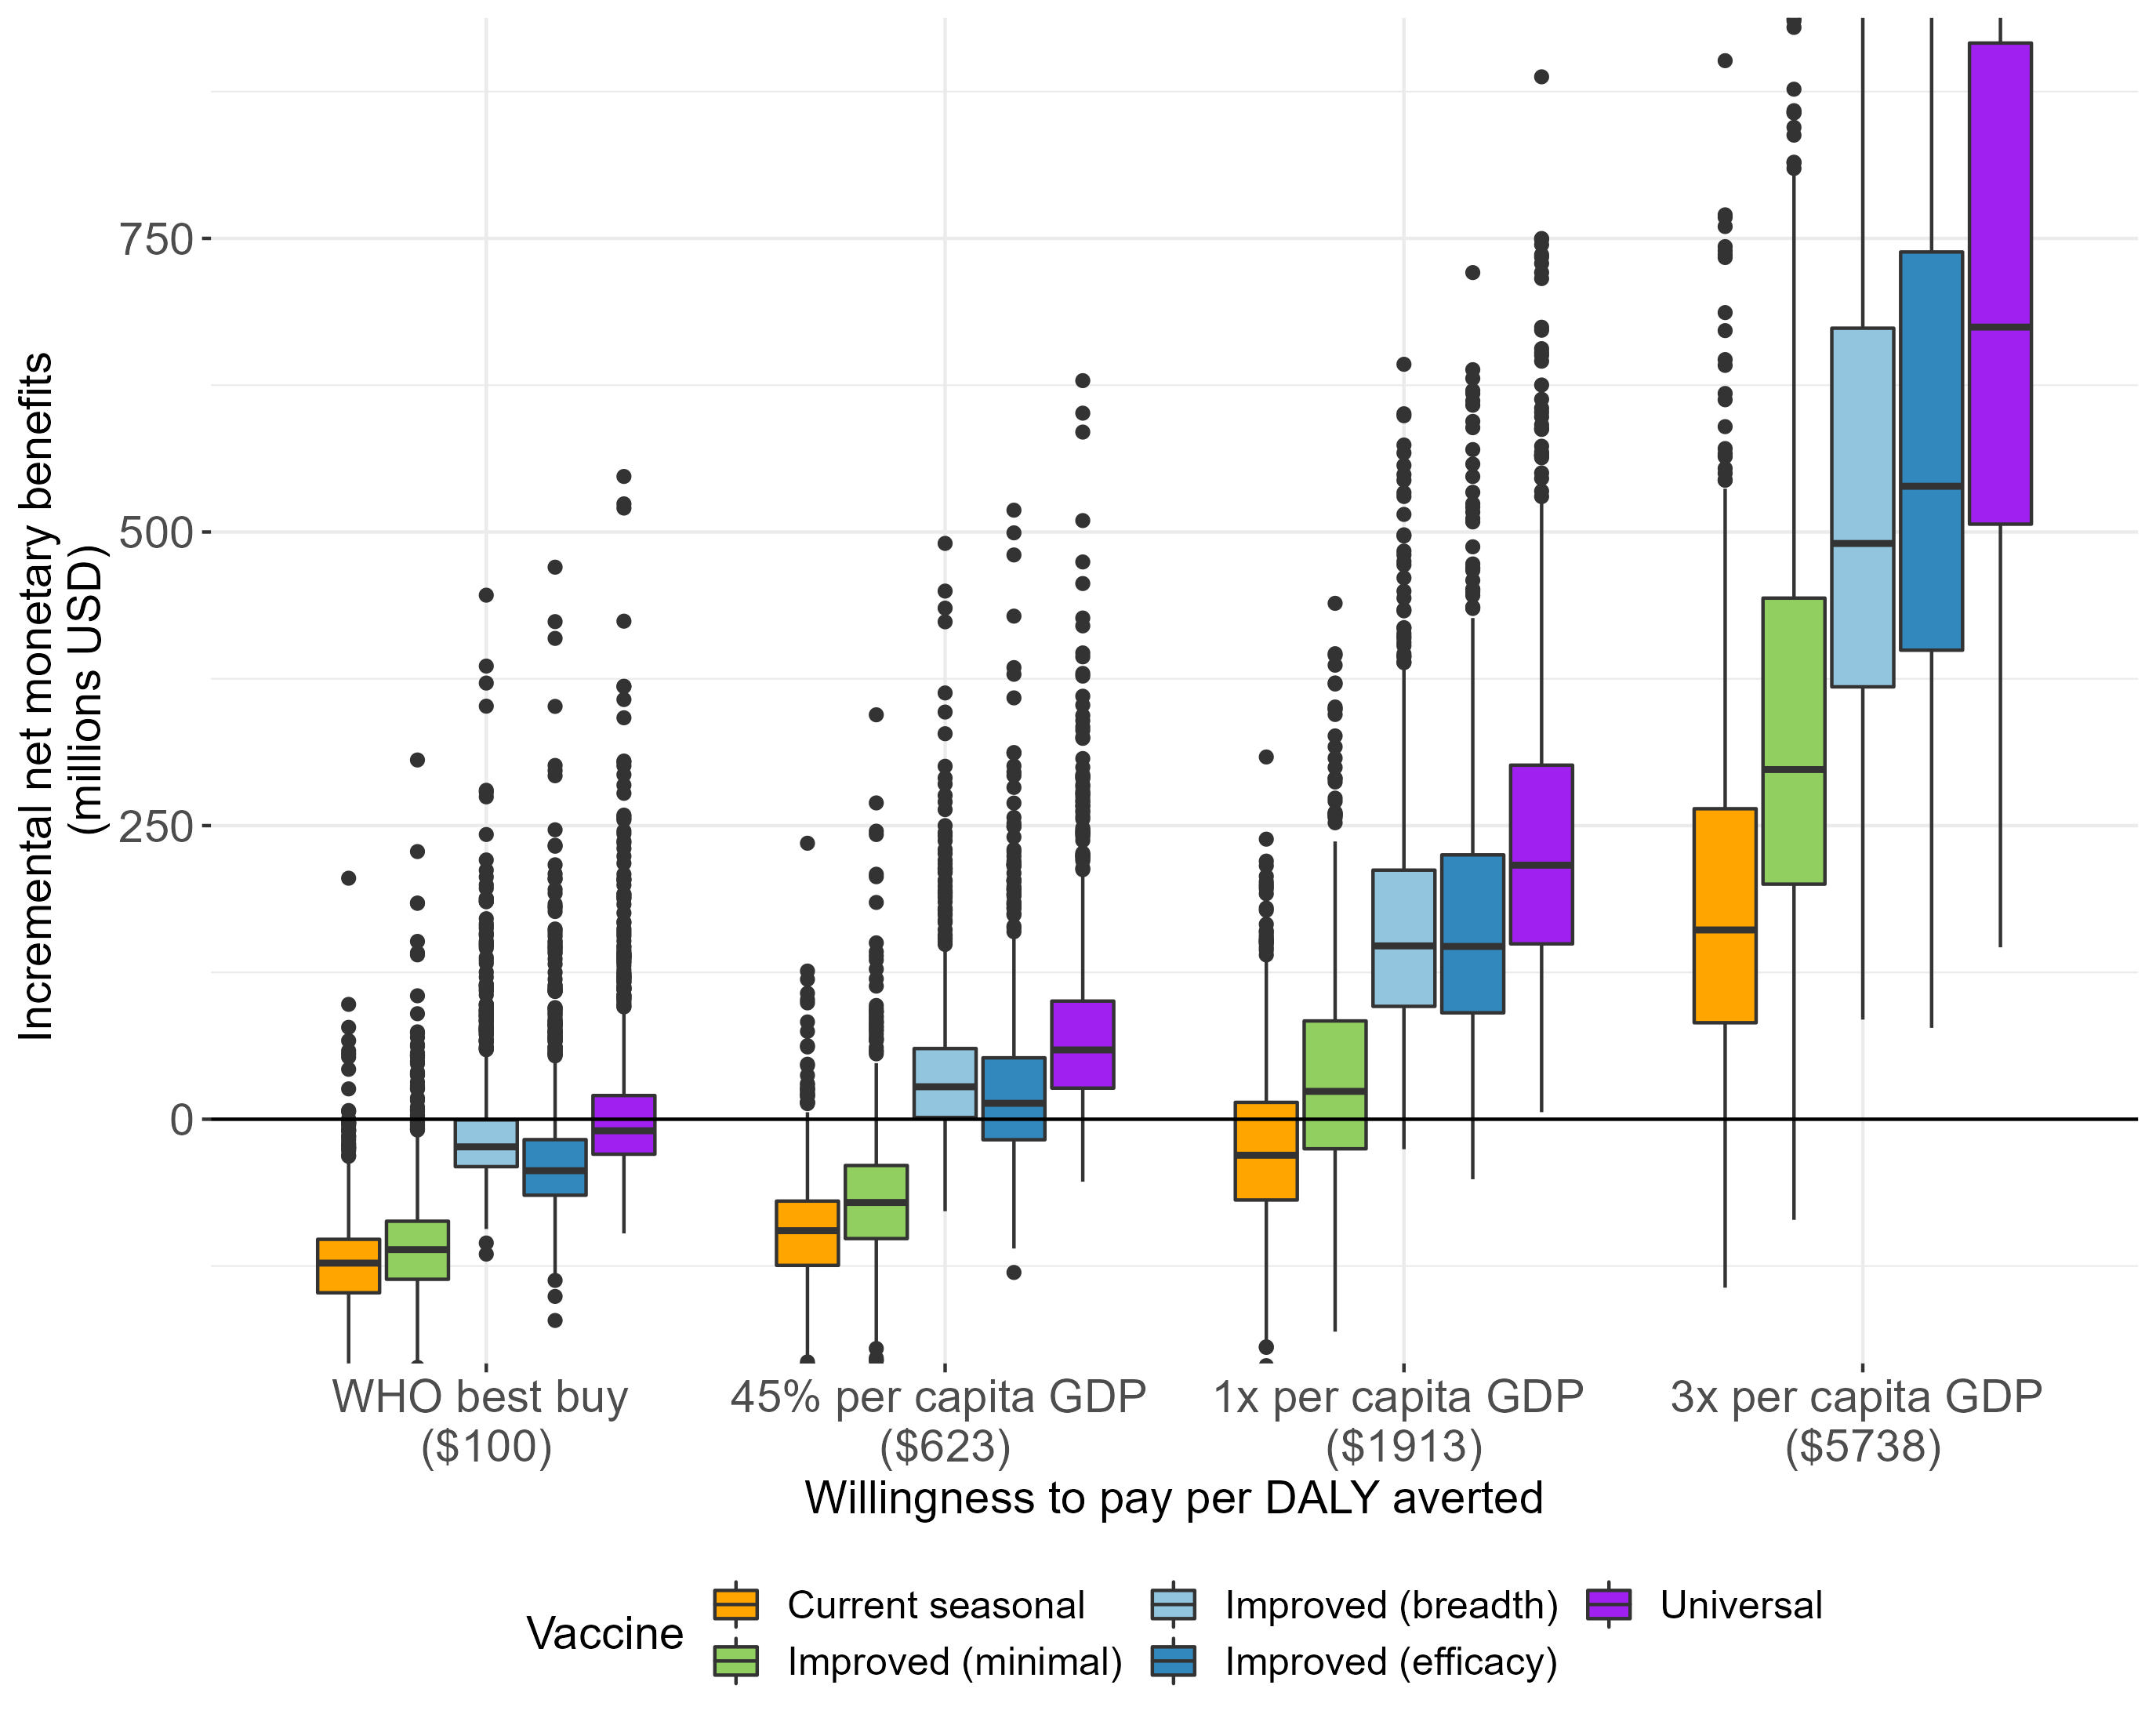 Incremental net monetary benefits
(millions USD)
750
500
250
0
WHO best buy
($100)
45% per capita GDP
($623)
1x per capita GDP
($1913)
3x per capita GDP
($5738)
Willingness to pay per DALY averted
Vaccine
Current seasonal
Improved (minimal)
Improved (breadth)
Improved (efficacy)
Universal